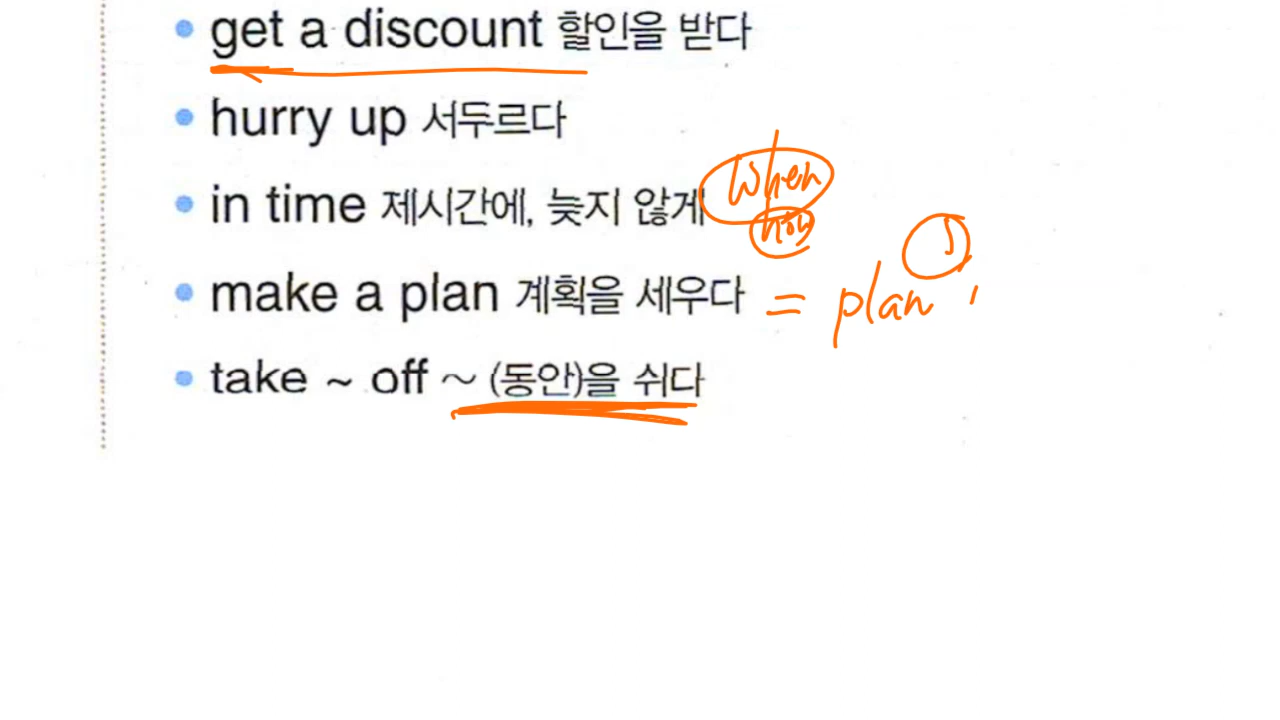 • get a discount 할인을 받다
• hurry up 서두르다
• in time 제시간에, 늦지 않게 When
how
• make a plan 계획을 세우다 = plan
• take ~ off ~ (동안)을 쉬다